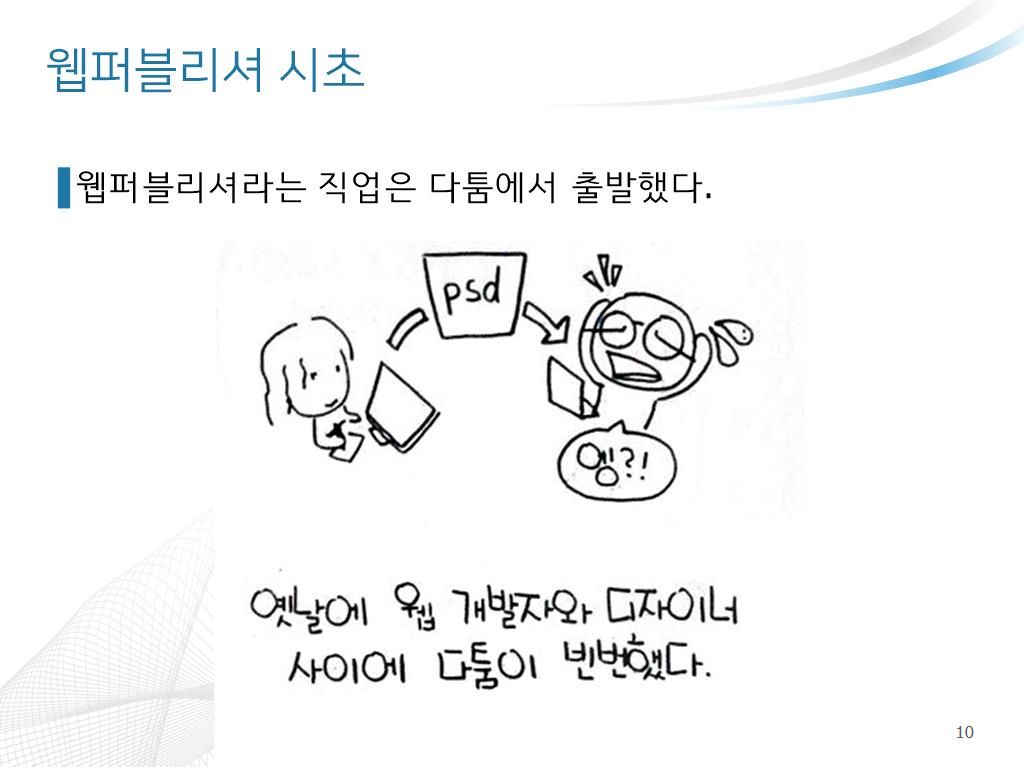 웹퍼블리셔 시초
웹퍼블리셔라는 직업은 다툼에서 출발했다.
psd
엥?!
옛날에 웹 개발자와 디자이너
사이에 다툼이 빈번했다.
10